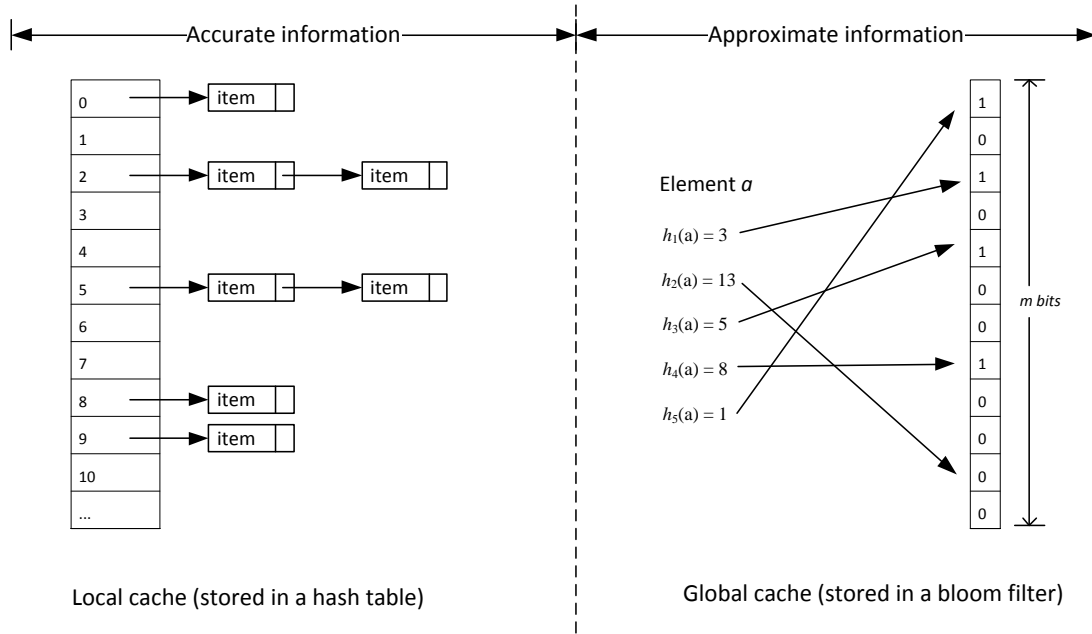 Accurate information
Approximate information
0
item
1
2
item
item
3
4
5
item
item
6
7
8
item
9
item
10
...
Element a
h₁(a) = 3
h₂(a) = 13
h₃(a) = 5
h₄(a) = 8
h₅(a) = 1
1
0
1
0
1
0
0
1
0
0
0
0
m bits
Local cache (stored in a hash table)
Global cache (stored in a bloom filter)